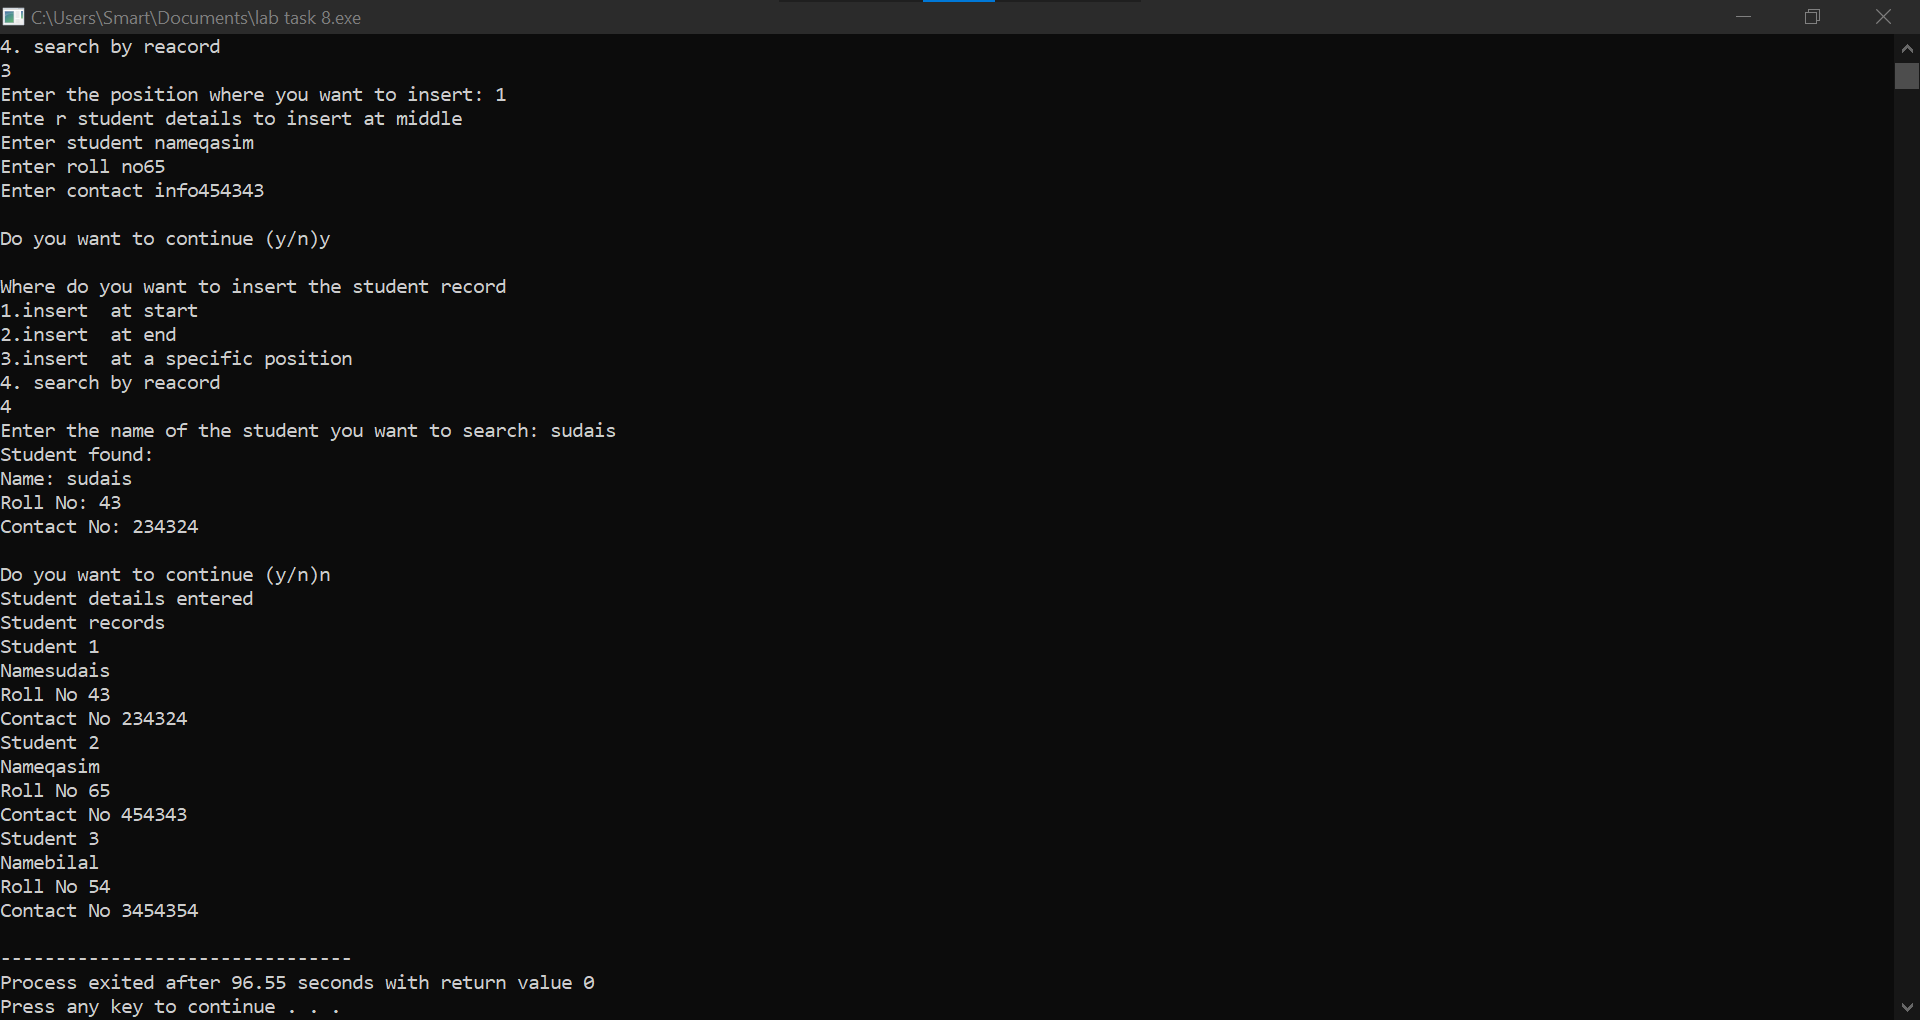 C:\Users\Smart\Documents\lab task 8.exe
4. search by reacord
3
Enter the position where you want to insert: 1
Ente r student details to insert at middle
Enter student nameqasim
Enter roll no65
Enter contact info454343
Do you want to continue (y/n)y
Where do you want to insert the student record
1.insert  at start
2.insert  at end
3.insert  at a specific position
4. search by reacord
4
Enter the name of the student you want to search: sudais
Student found:
Name: sudais
Roll No: 43
Contact No: 234324
Do you want to continue (y/n)n
Student details entered
Student records
Student 1
Namesudais
Roll No 43
Contact No 234324
Student 2
Nameqasim
Roll No 65
Contact No 454343
Student 3
Namebilal
Roll No 54
Contact No 3454354
--------------------------------
Process exited after 96.55 seconds with return value 0
Press any key to continue . . .